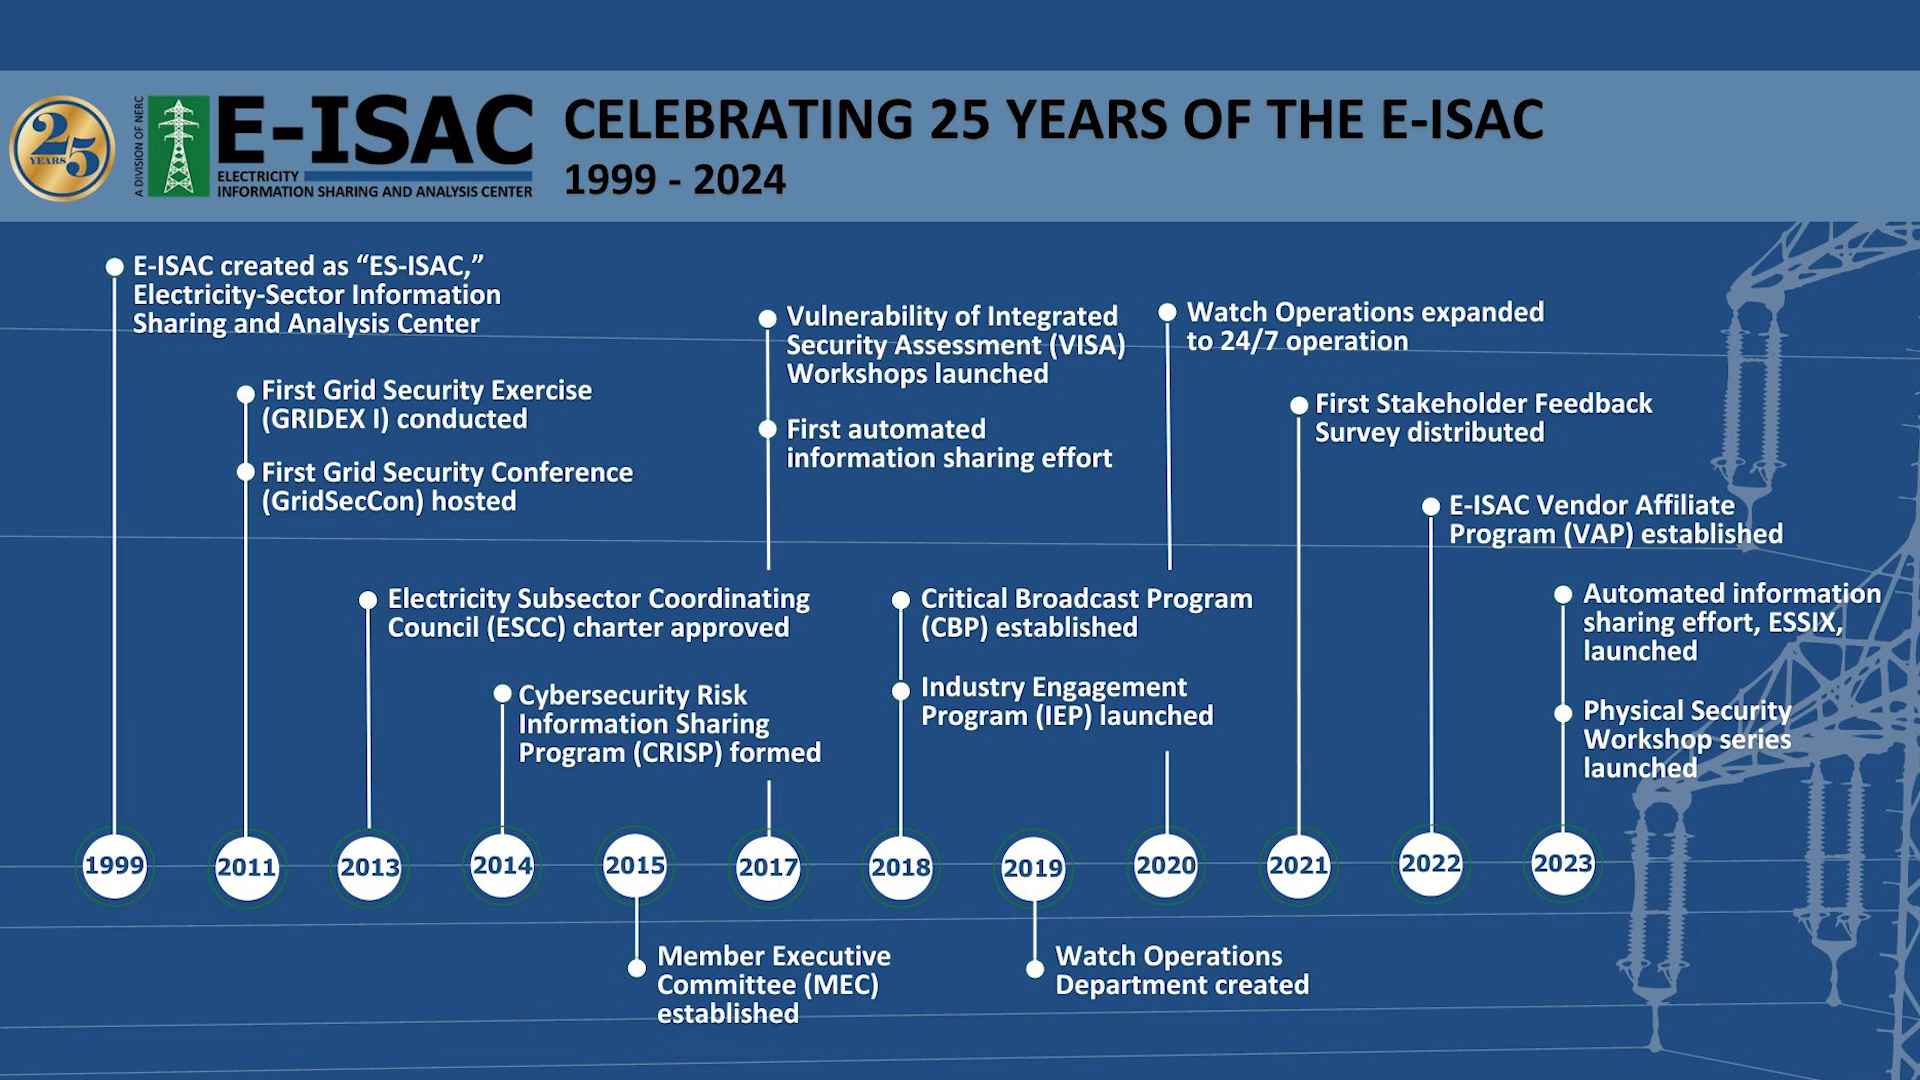 25
YEARS
A DIVISION OF NERC
E-ISAC
ELECTRICITY
INFORMATION SHARING AND ANALYSIS CENTER
CELEBRATING 25 YEARS OF THE E-ISAC
1999 - 2024
E-ISAC created as “ES-ISAC,”
Electricity-Sector Information
Sharing and Analysis Center
First Grid Security Exercise
(GRIDEX I) conducted
First Grid Security Conference
(GridSecCon) hosted
Electricity Subsector Coordinating
Council (ESCC) charter approved
Cybersecurity Risk
Information Sharing
Program (CRISP) formed
Vulnerability of Integrated
Security Assessment (VISA)
Workshops launched
First automated
information sharing effort
Critical Broadcast Program
(CBP) established
Industry Engagement
Program (IEP) launched
Watch Operations expanded
to 24/7 operation
First Stakeholder Feedback
Survey distributed
E-ISAC Vendor Affiliate
Program (VAP) established
Automated information
sharing effort, ESSIX,
launched
Physical Security
Workshop series
launched
1999
2011
2013
2014
2015
2017
2018
2019
2020
2021
2022
2023
Member Executive
Committee (MEC)
established
Watch Operations
Department created